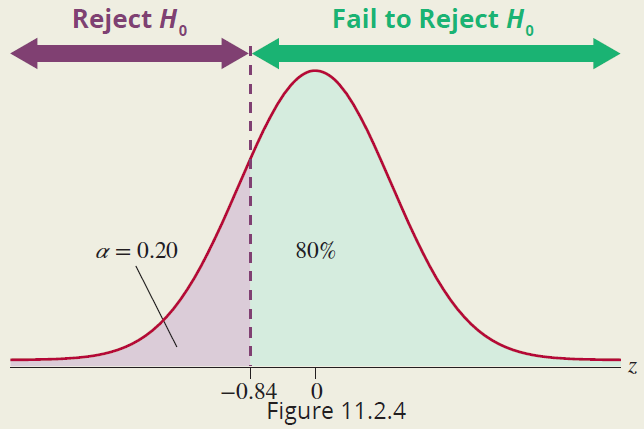 Reject H₀
Fail to Reject H₀
α = 0.20
80%
z
−0.84
0
Figure 11.2.4